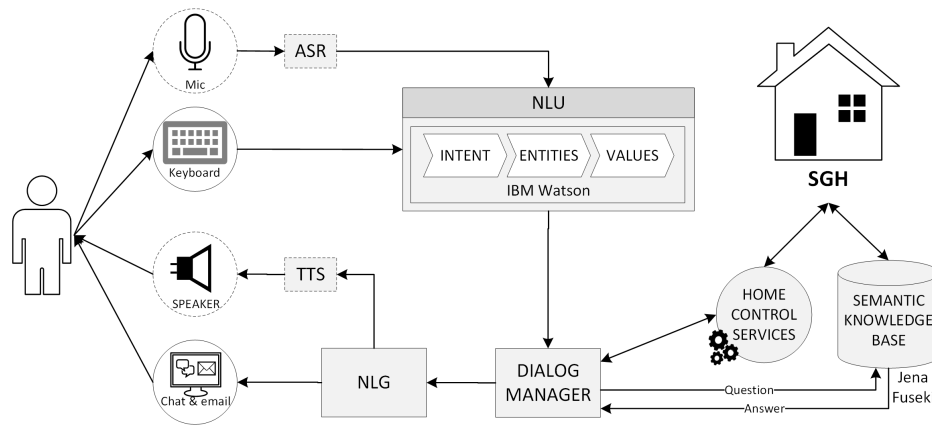 Mic
ASR
NLU
INTENT
ENTITIES
VALUES
IBM Watson
Keyboard
SGH
SPEAKER
TTS
HOME
CONTROL
SERVICES
SEMANTIC
KNOWLEDGE
BASE
Jena
Fusek
Chat & email
NLG
DIALOG
MANAGER
Question
Answer